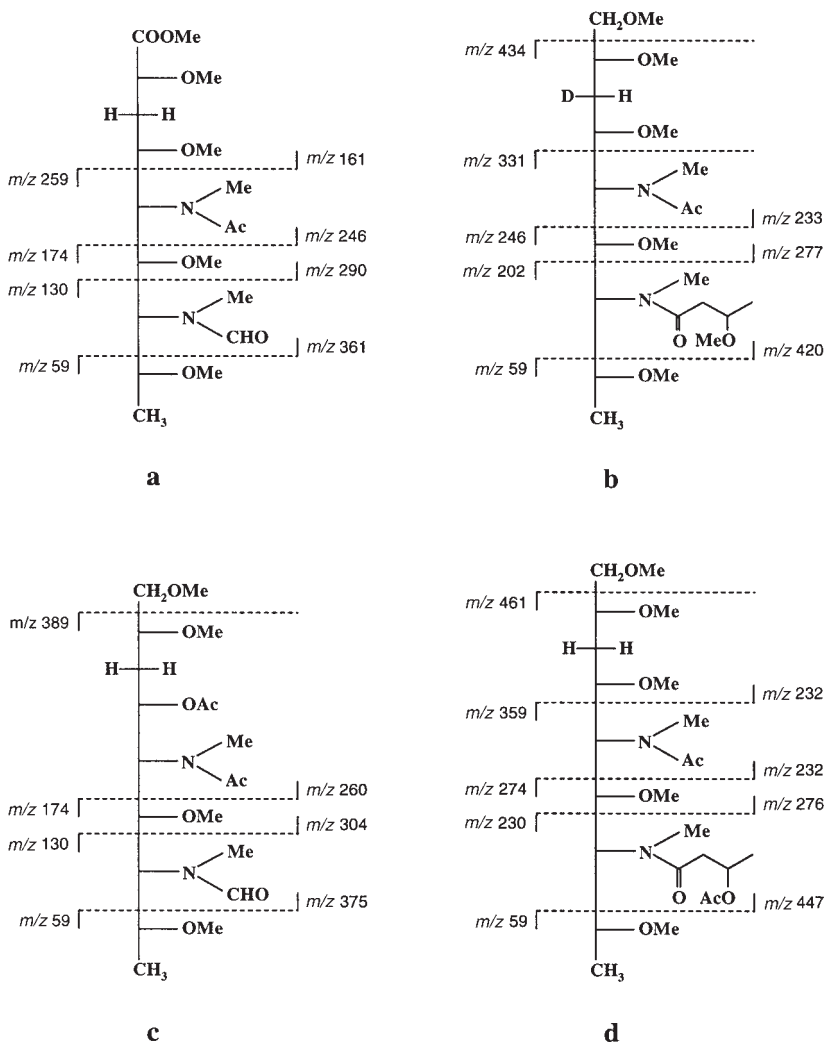 COOMe
OMe
H H
OMe
m/z 161
m/z 259
Me
N
Ac
m/z 246
m/z 174
OMe
m/z 290
m/z 130
Me
N
CHO
m/z 361
m/z 59
OMe
CH3
a
CH2OMe
m/z 434
OMe
D H
OMe
m/z 331
Me
N
Ac
m/z 233
m/z 246
OMe
m/z 277
m/z 202
Me
N
O MeO
m/z 420
m/z 59
OMe
CH3
b
CH2OMe
m/z 389
OMe
H H
OAc
Me
N
Ac
m/z 260
m/z 174
OMe
m/z 304
m/z 130
Me
N
CHO
m/z 375
m/z 59
OMe
CH3
c
CH2OMe
m/z 461
OMe
H H
OMe
m/z 232
m/z 359
Me
N
Ac
m/z 232
m/z 274
OMe
m/z 276
m/z 230
Me
N
O AcO
m/z 447
m/z 59
OMe
CH3
d